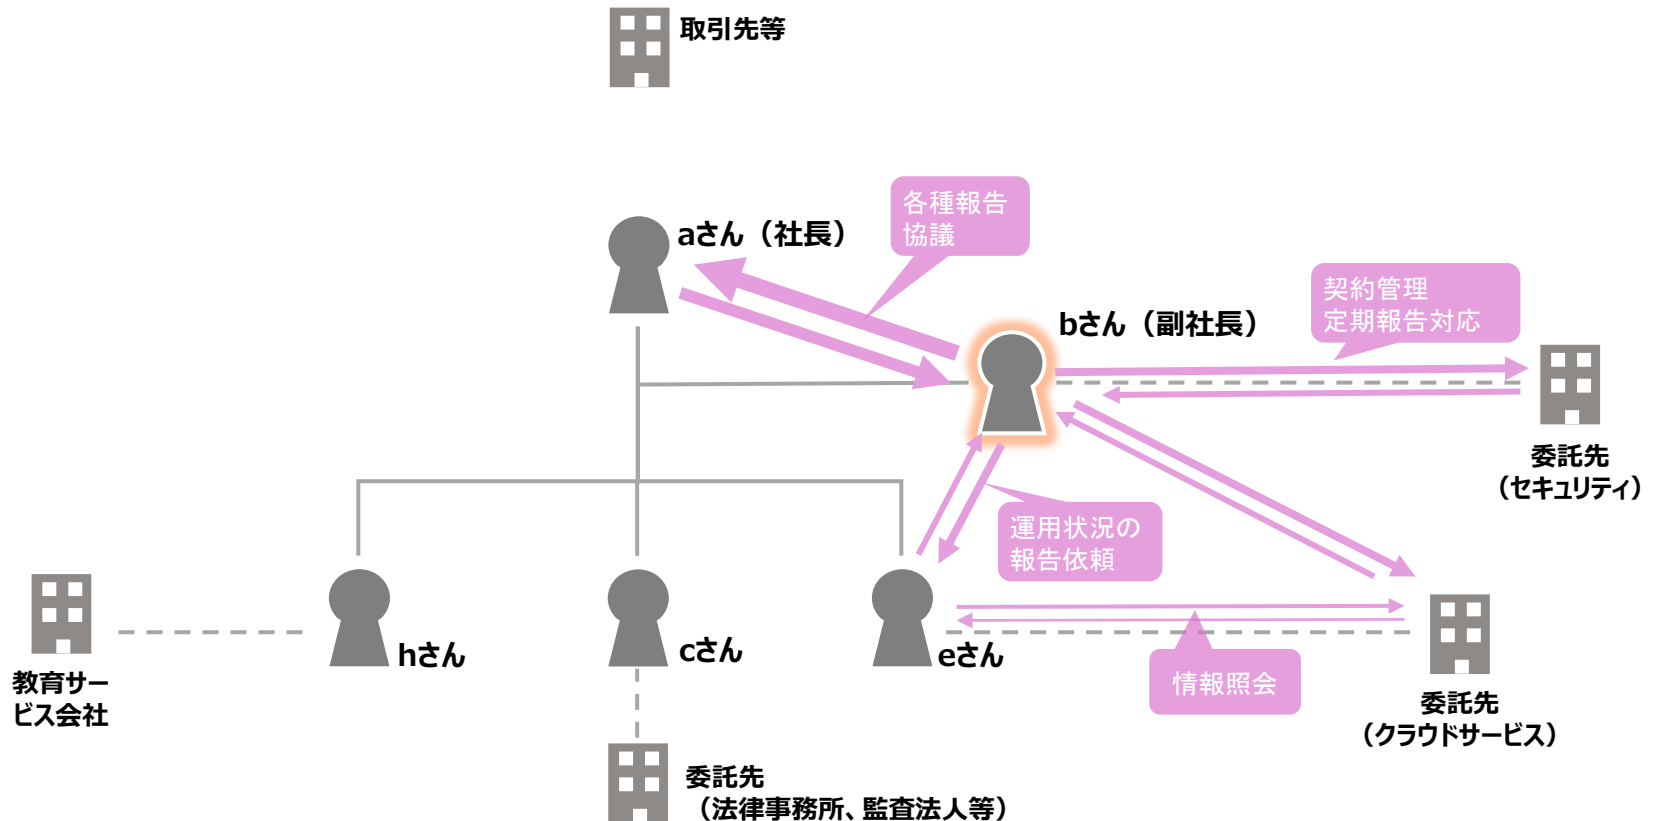 取引先等
各種報告
協議
aさん（社長）
契約管理
定期報告対応
bさん（副社長）
委託先
（セキュリティ）
運用状況の
報告依頼
hさん
cさん
eさん
情報照会
教育サー
ビス会社
委託先
（クラウドサービス）
委託先
（法律事務所、監査法人等）